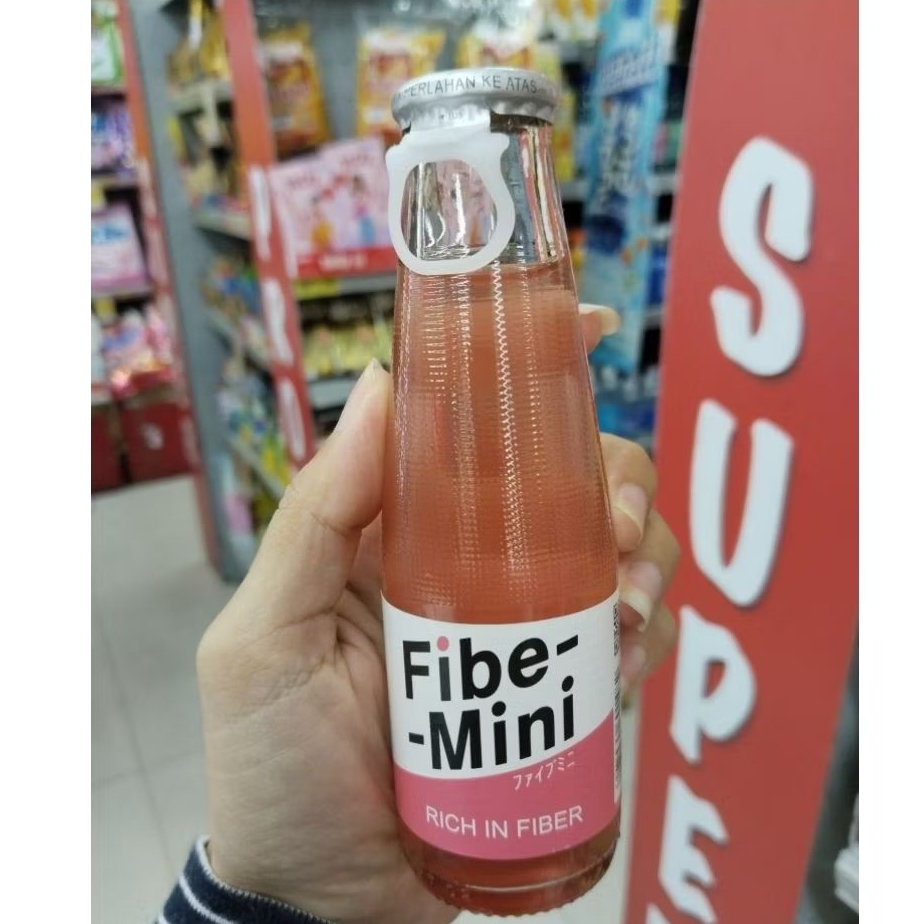 PERLAHAN KE ATAS
Fibe-
-Mini
ファイブミニ
RICH IN FIBER
SUPE